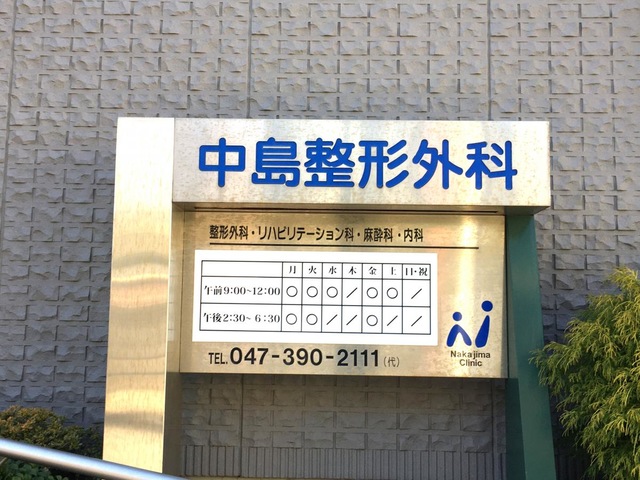 中島整形外科
整形外科・リハビリテーション科・麻酔科・内科
月 火 水 木 金 土 日・祝
午前9:00~12:00 ○ ○ ○ / ○ ○ /
午後2:30~6:30 ○ ○ / / ○ ○ /
Nakajima
Clinic
TEL.047-390-2111(代)